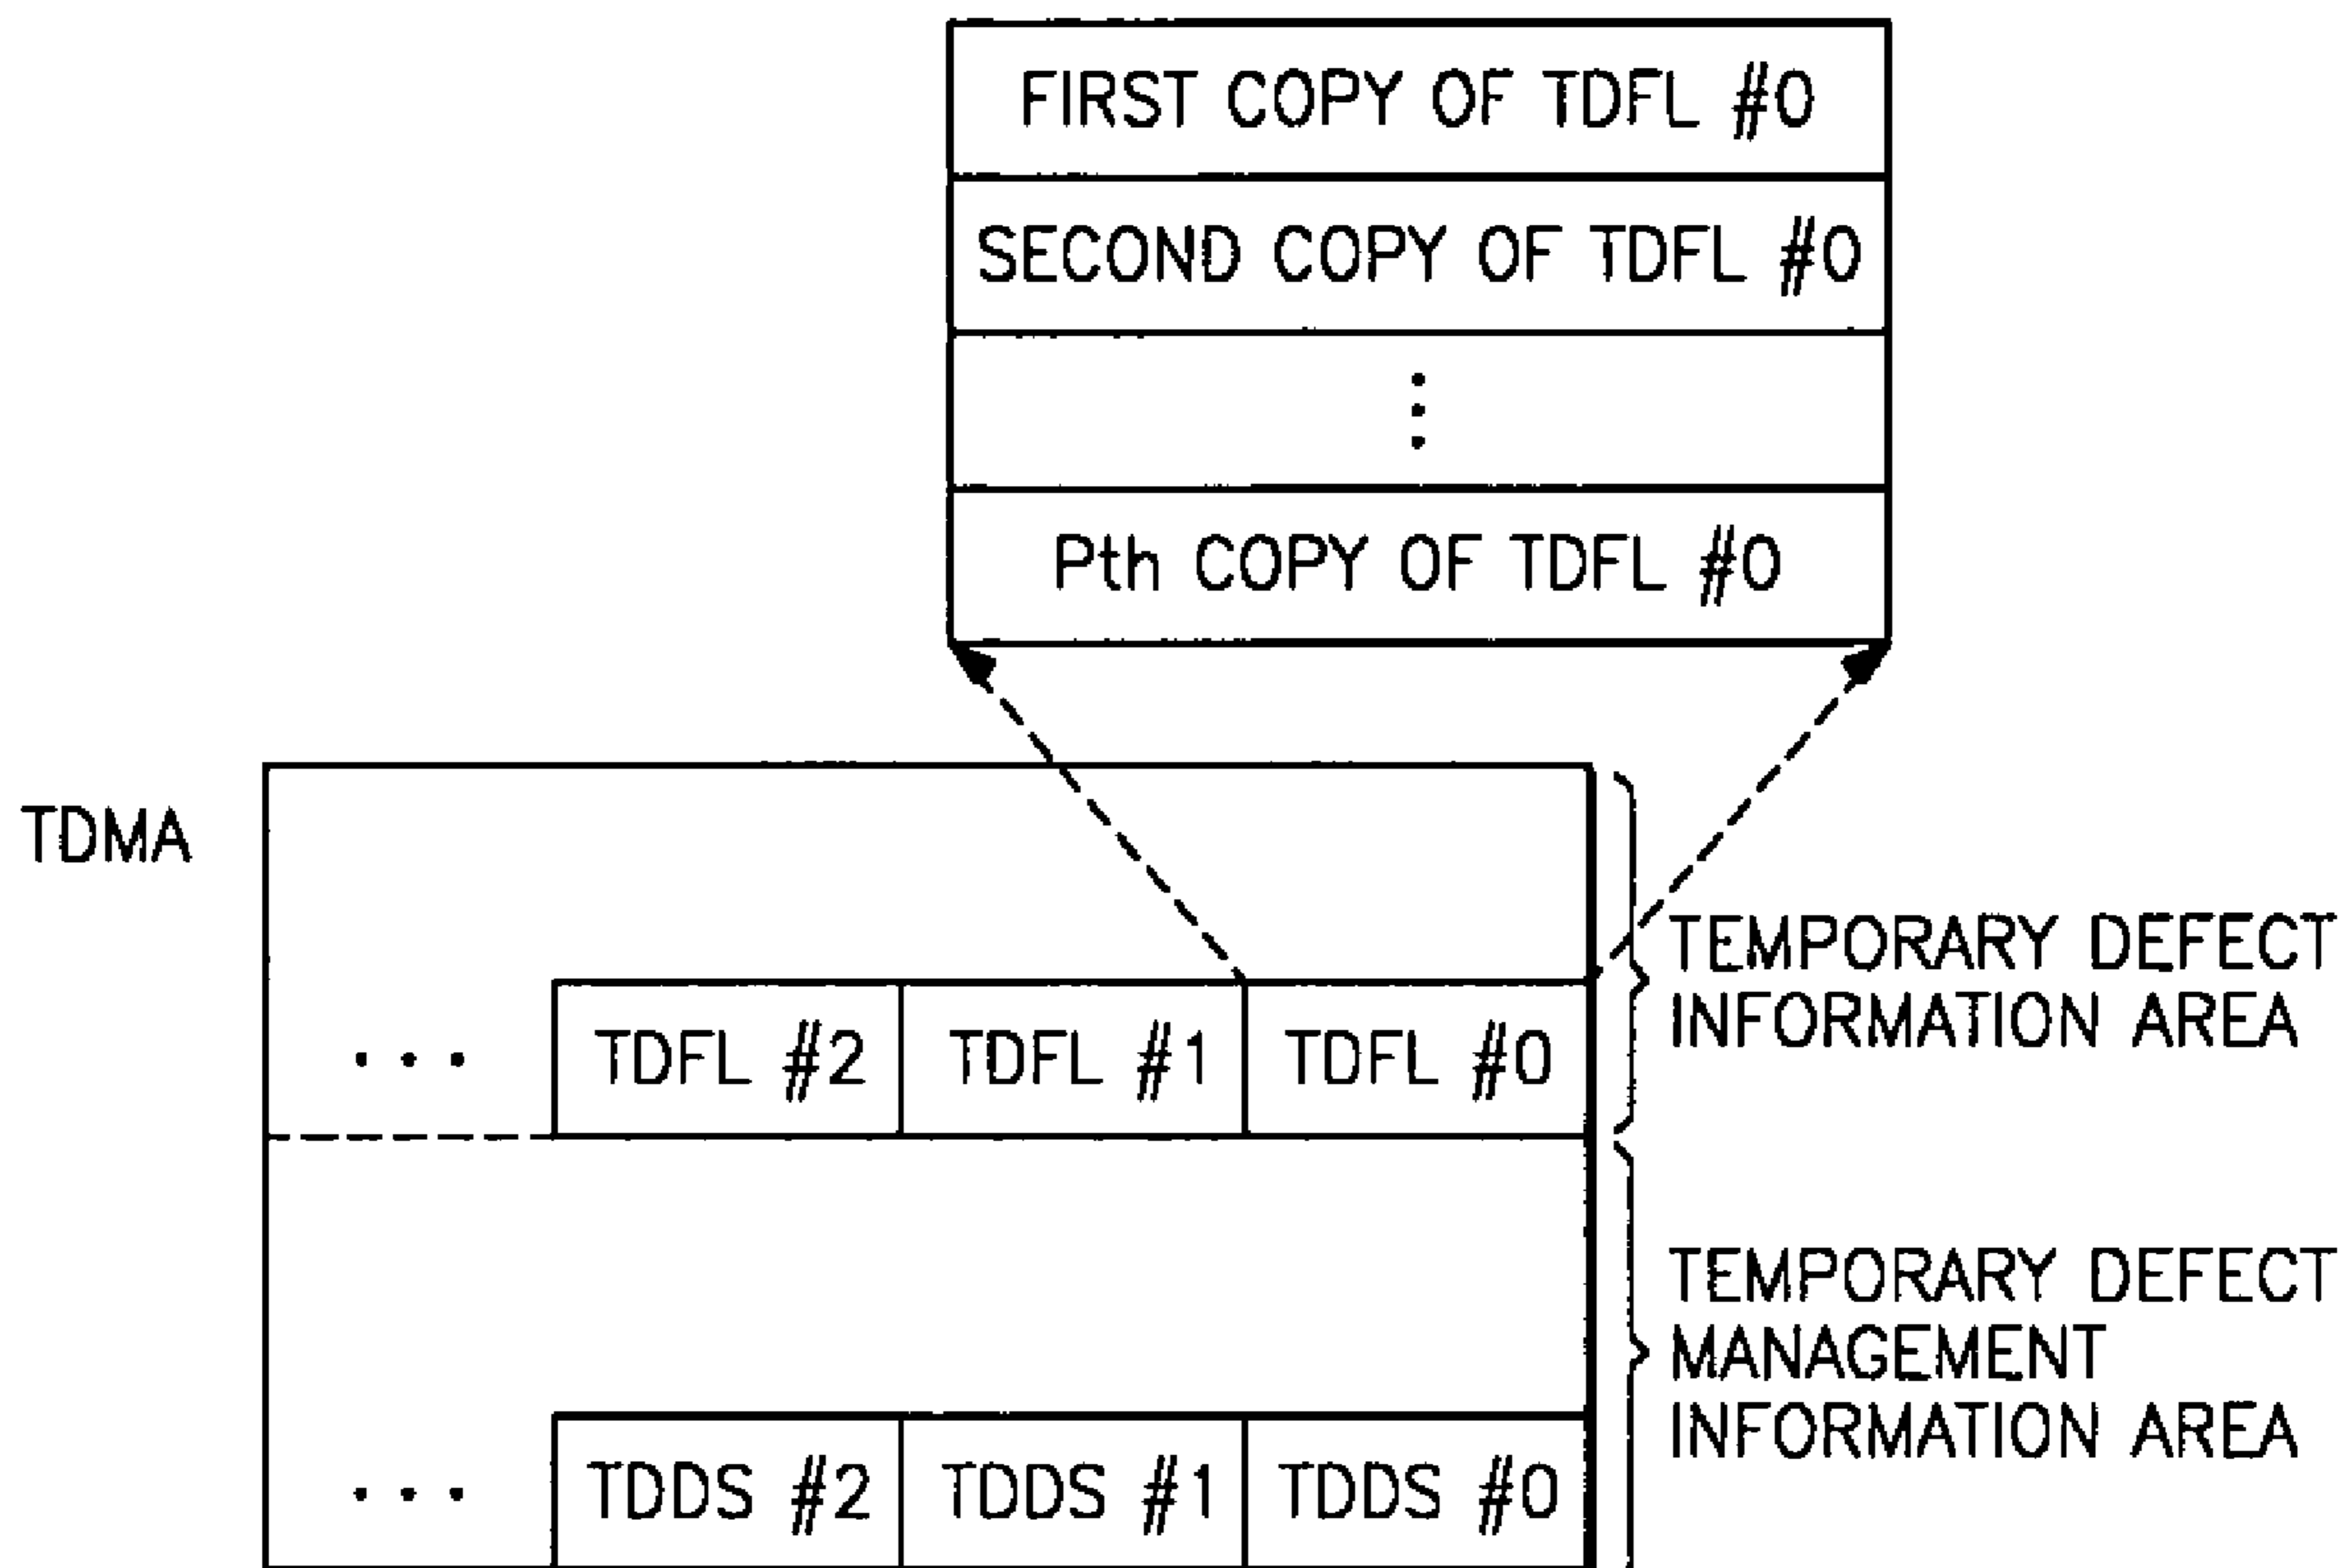 FIRST COPY OF TDFL #0
SECOND COPY OF TDFL #0
Pth COPY OF TDFL #0
TDMA
TEMPORARY DEFECT
INFORMATION AREA
... TDFL #2 TDFL #1 TDFL #0
TEMPORARY DEFECT
MANAGEMENT
INFORMATION AREA
... TDDS #2 TDDS #1 TDDS #0